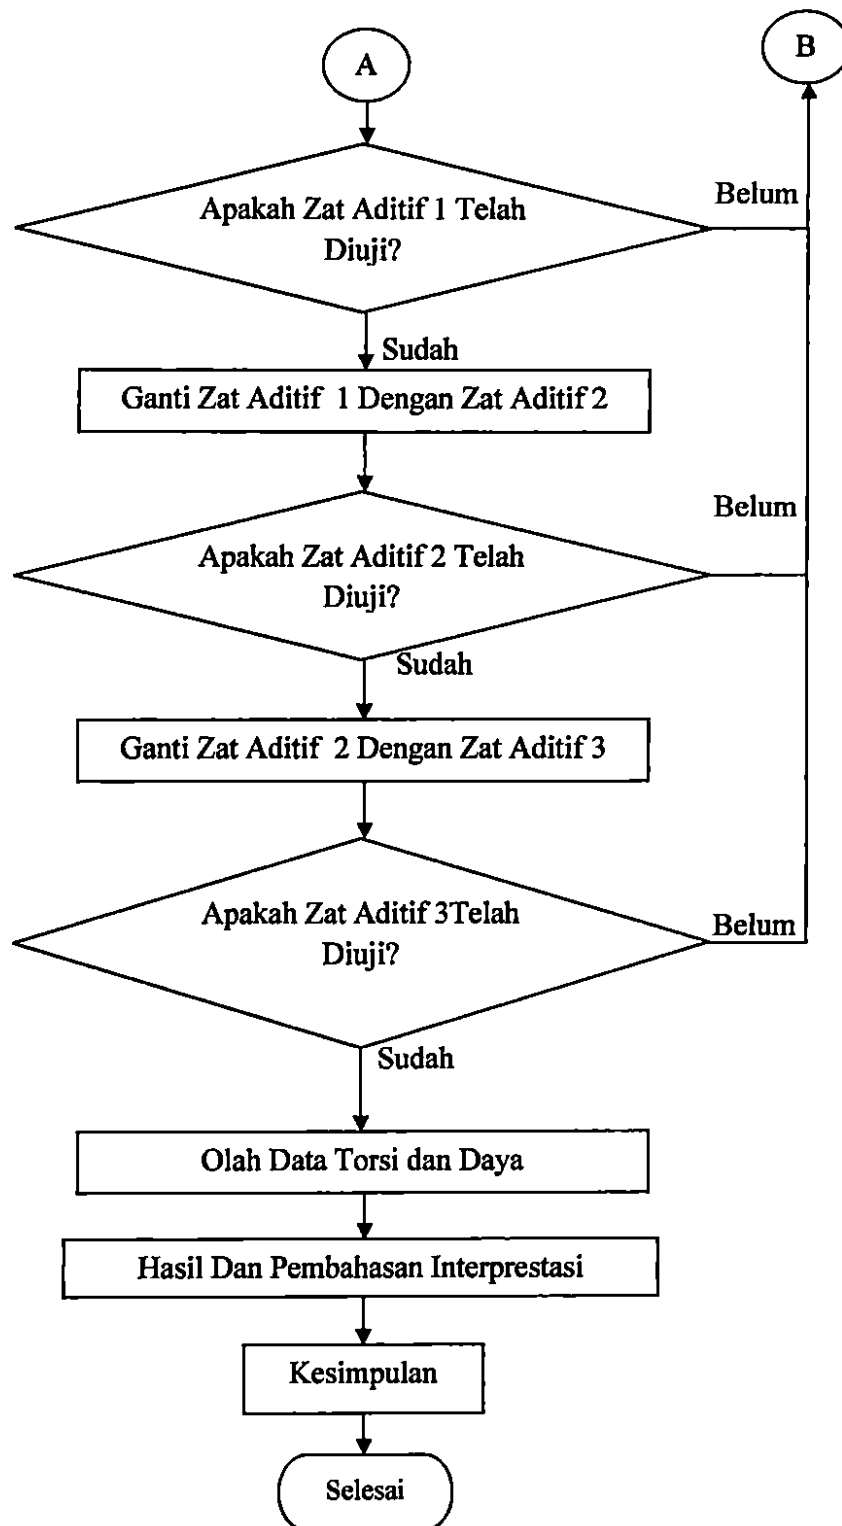 A
B
Apakah Zat Aditif 1 Telah
Diuji?
Belum
Sudah
Ganti Zat Aditif 1 Dengan Zat Aditif 2
Apakah Zat Aditif 2 Telah
Diuji?
Belum
Sudah
Ganti Zat Aditif 2 Dengan Zat Aditif 3
Apakah Zat Aditif 3Telah
Diuji?
Belum
Sudah
Olah Data Torsi dan Daya
Hasil Dan Pembahasan Interprestasi
Kesimpulan
Selesai